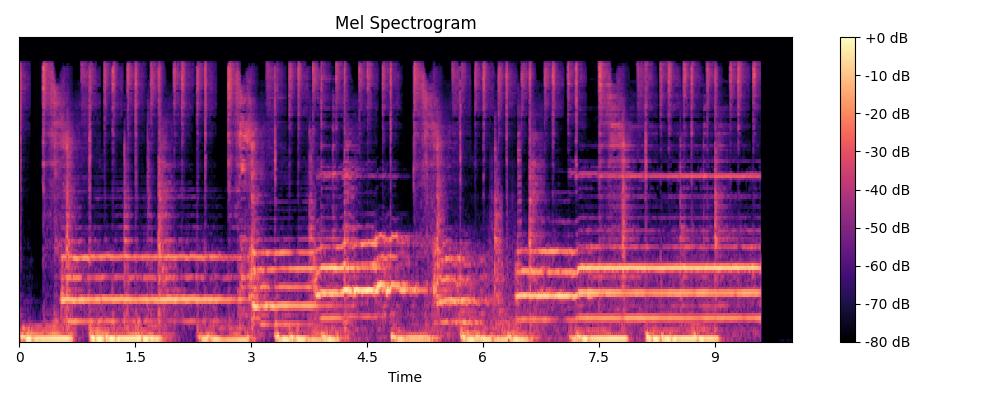 Mel Spectrogram
+0 dB
-10 dB
-20 dB
-30 dB
-40 dB
-50 dB
-60 dB
-70 dB
-80 dB
0 1.5 3 4.5 6 7.5 9
Time